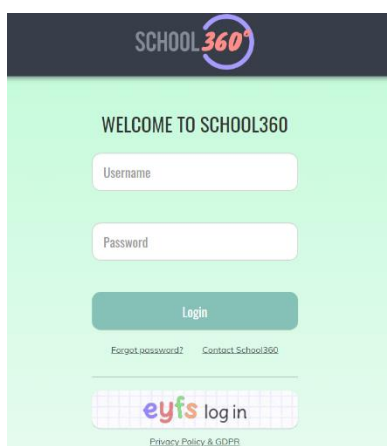 SCHOOL360°
WELCOME TO SCHOOL360
Username
Password
Login
Forgot password? Contact School360
eyfs log in
Privacy Policy & GDPR